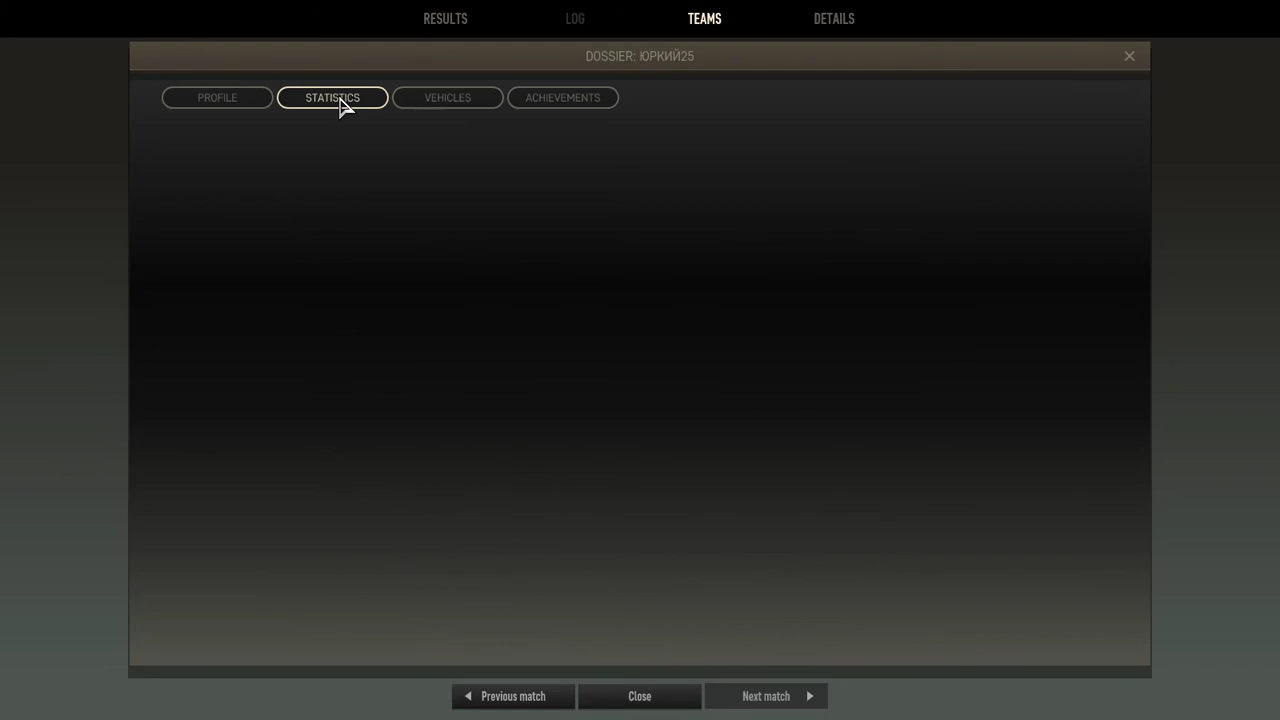 RESULTS LOG TEAMS DETAILS
DOSSIER: ЮРКИЙ25
PROFILE STATISTICS VEHICLES ACHIEVEMENTS
Previous match Close Next match